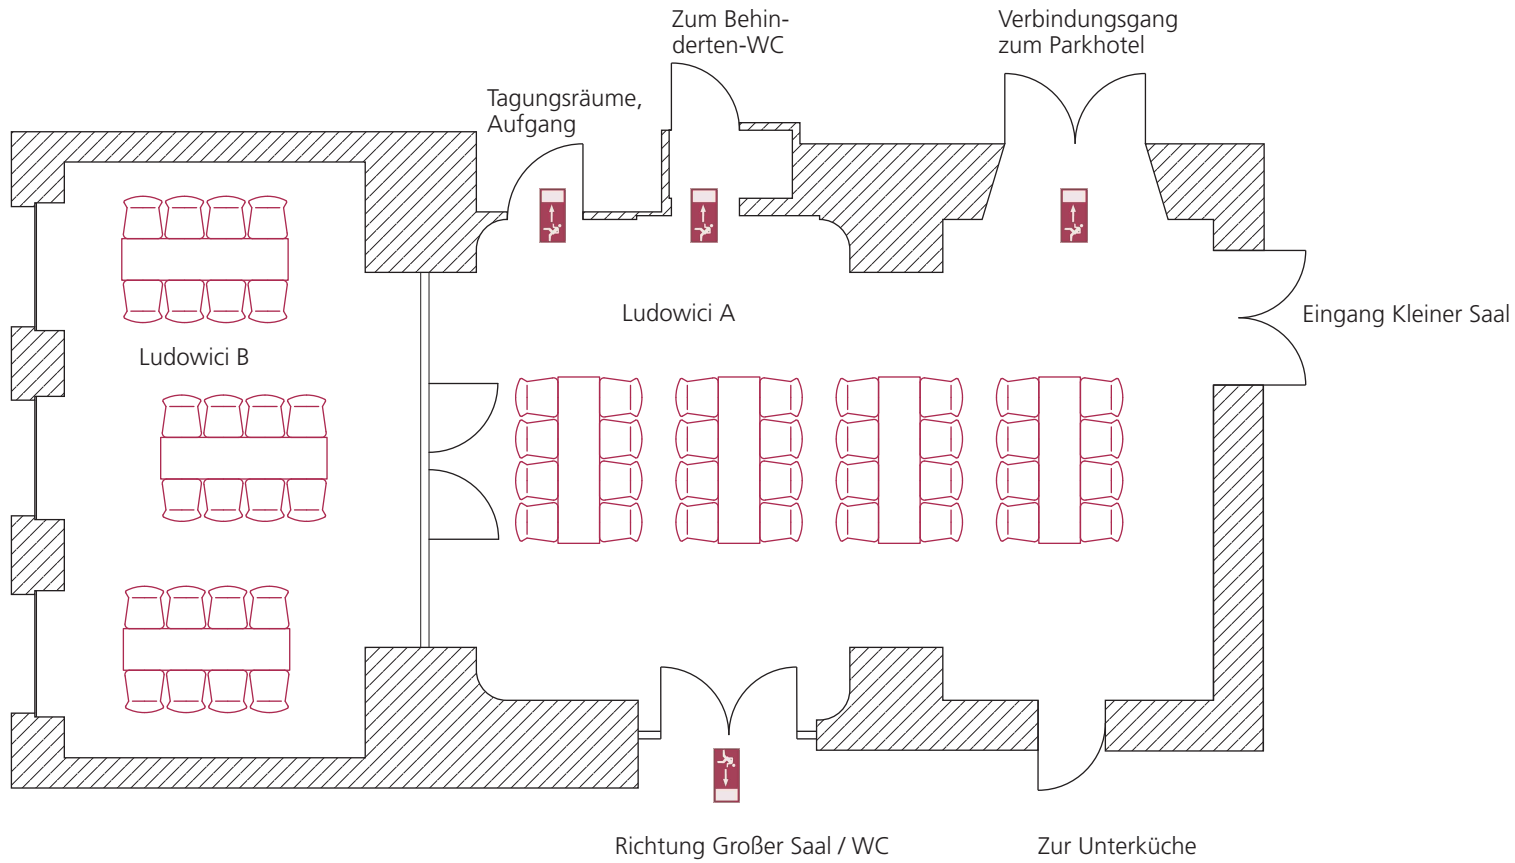 Zum Behin-
derten-WC
Verbindungsgang
zum Parkhotel
Tagungsräume,
Aufgang
Ludowici A
Eingang Kleiner Saal
Ludowici B
Richtung Großer Saal / WC
Zur Unterküche